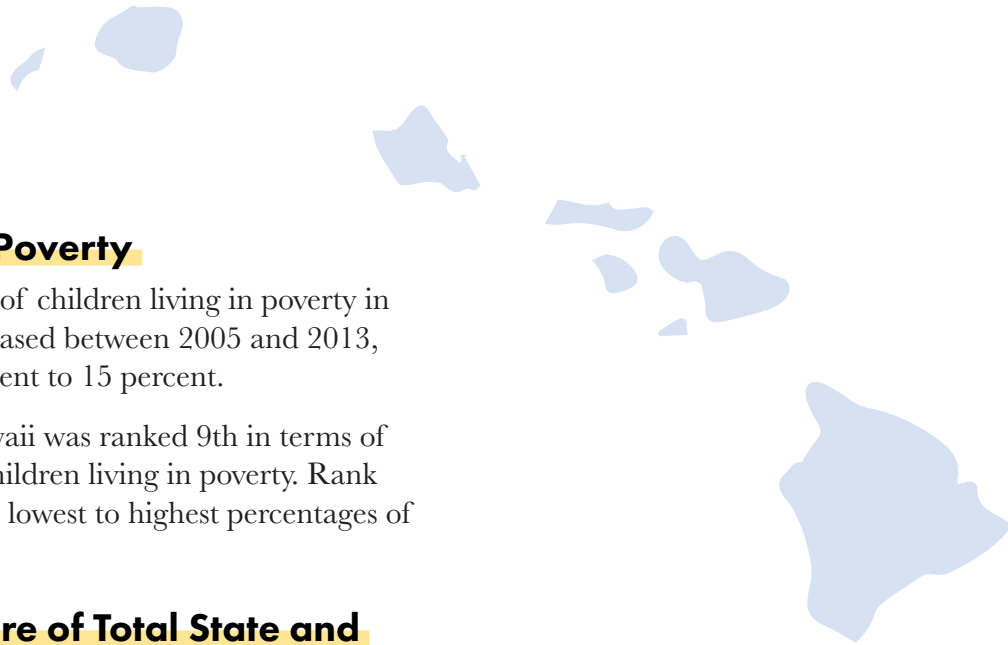 Poverty
of children living in poverty in
ased between 2005 and 2013,
ent to 15 percent.
vaii was ranked 9th in terms of
hildren living in poverty. Rank
lowest to highest percentages of
re of Total State and